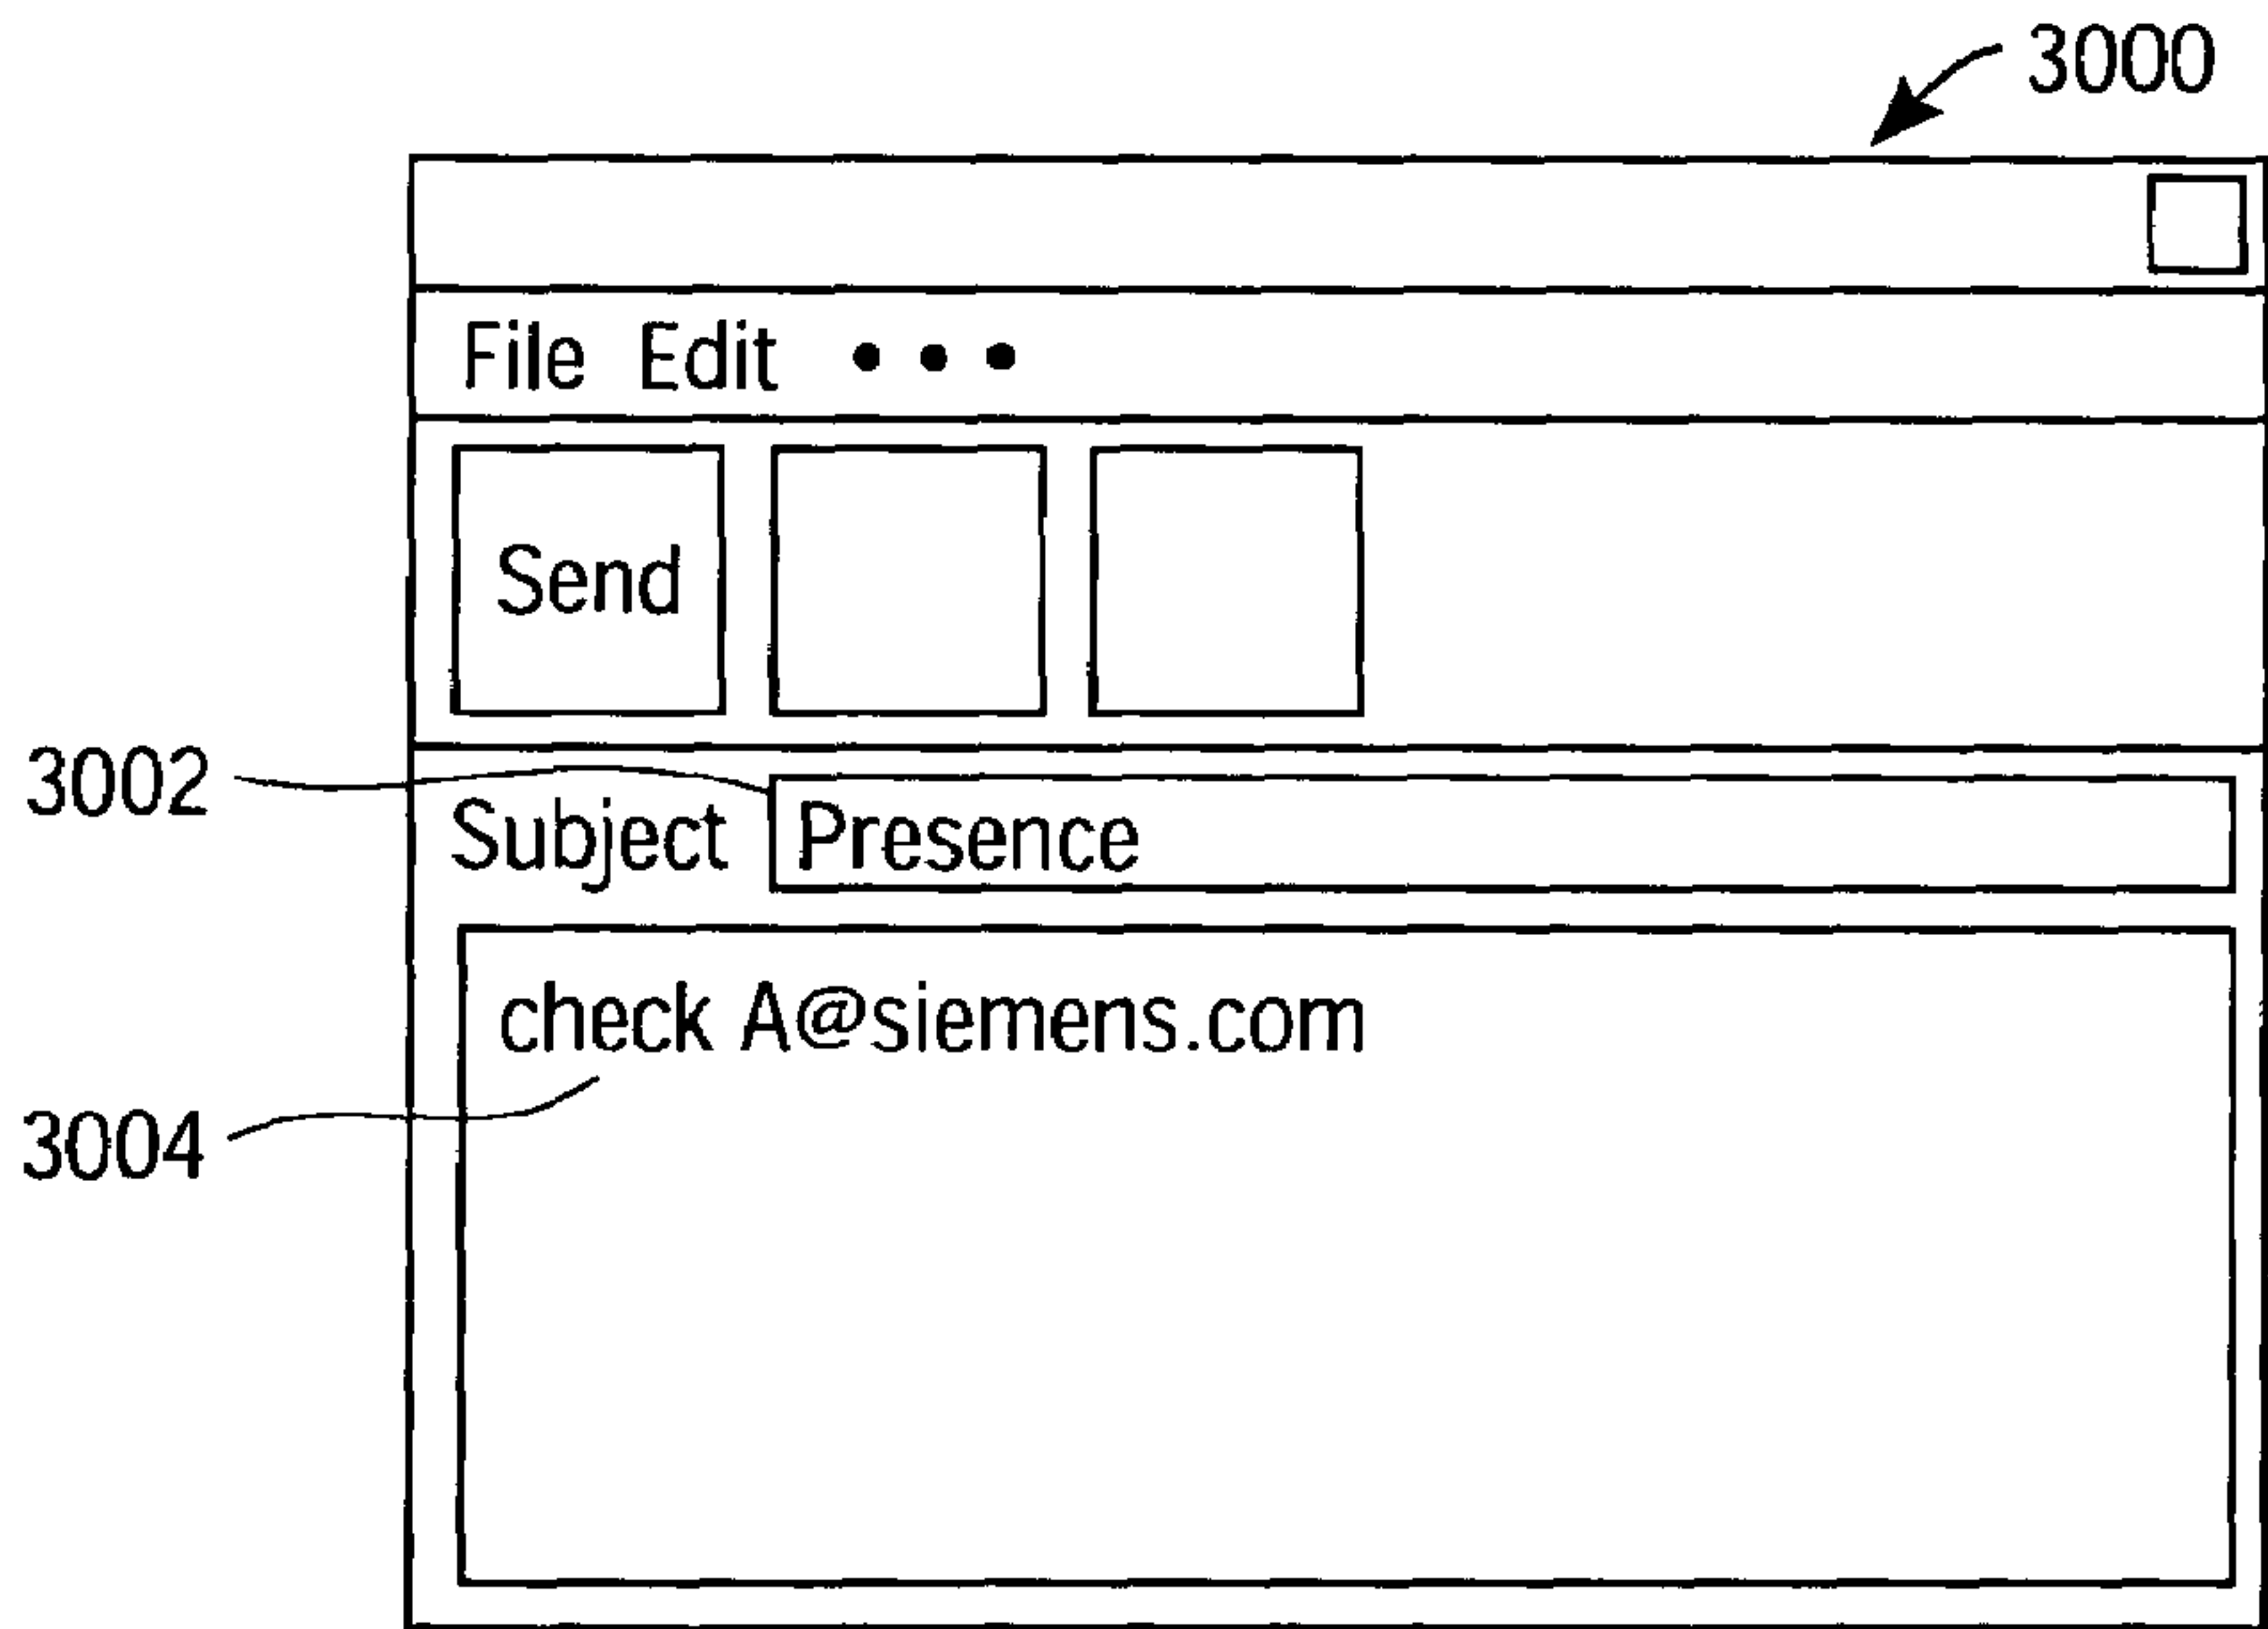 3000
File Edit • • •
Send
3002
Subject Presence
check A@siemens.com
3004